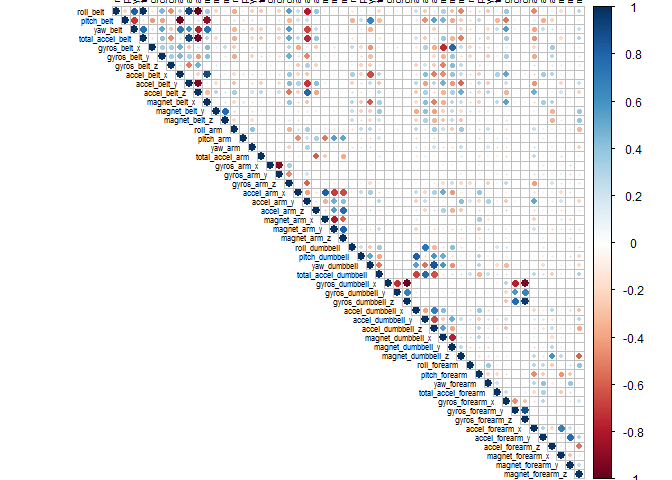 roll_belt
pitch_belt
yaw_belt
total_accel_belt
gyros_belt_x
gyros_belt_y
gyros_belt_z
accel_belt_x
accel_belt_y
accel_belt_z
magnet_belt_x
magnet_belt_y
magnet_belt_z
roll_arm
pitch_arm
yaw_arm
total_accel_arm
gyros_arm_x
gyros_arm_y
gyros_arm_z
accel_arm_x
accel_arm_y
accel_arm_z
magnet_arm_x
magnet_arm_y
magnet_arm_z
roll_dumbbell
pitch_dumbbell
yaw_dumbbell
total_accel_dumbbell
gyros_dumbbell_x
gyros_dumbbell_y
gyros_dumbbell_z
accel_dumbbell_x
accel_dumbbell_y
accel_dumbbell_z
magnet_dumbbell_x
magnet_dumbbell_y
magnet_dumbbell_z
roll_forearm
pitch_forearm
yaw_forearm
total_accel_forearm
gyros_forearm_x
gyros_forearm_y
gyros_forearm_z
accel_forearm_x
accel_forearm_y
accel_forearm_z
magnet_forearm_x
magnet_forearm_y
magnet_forearm_z
1
0.8
0.6
0.4
0.2
0
-0.2
-0.4
-0.6
-0.8